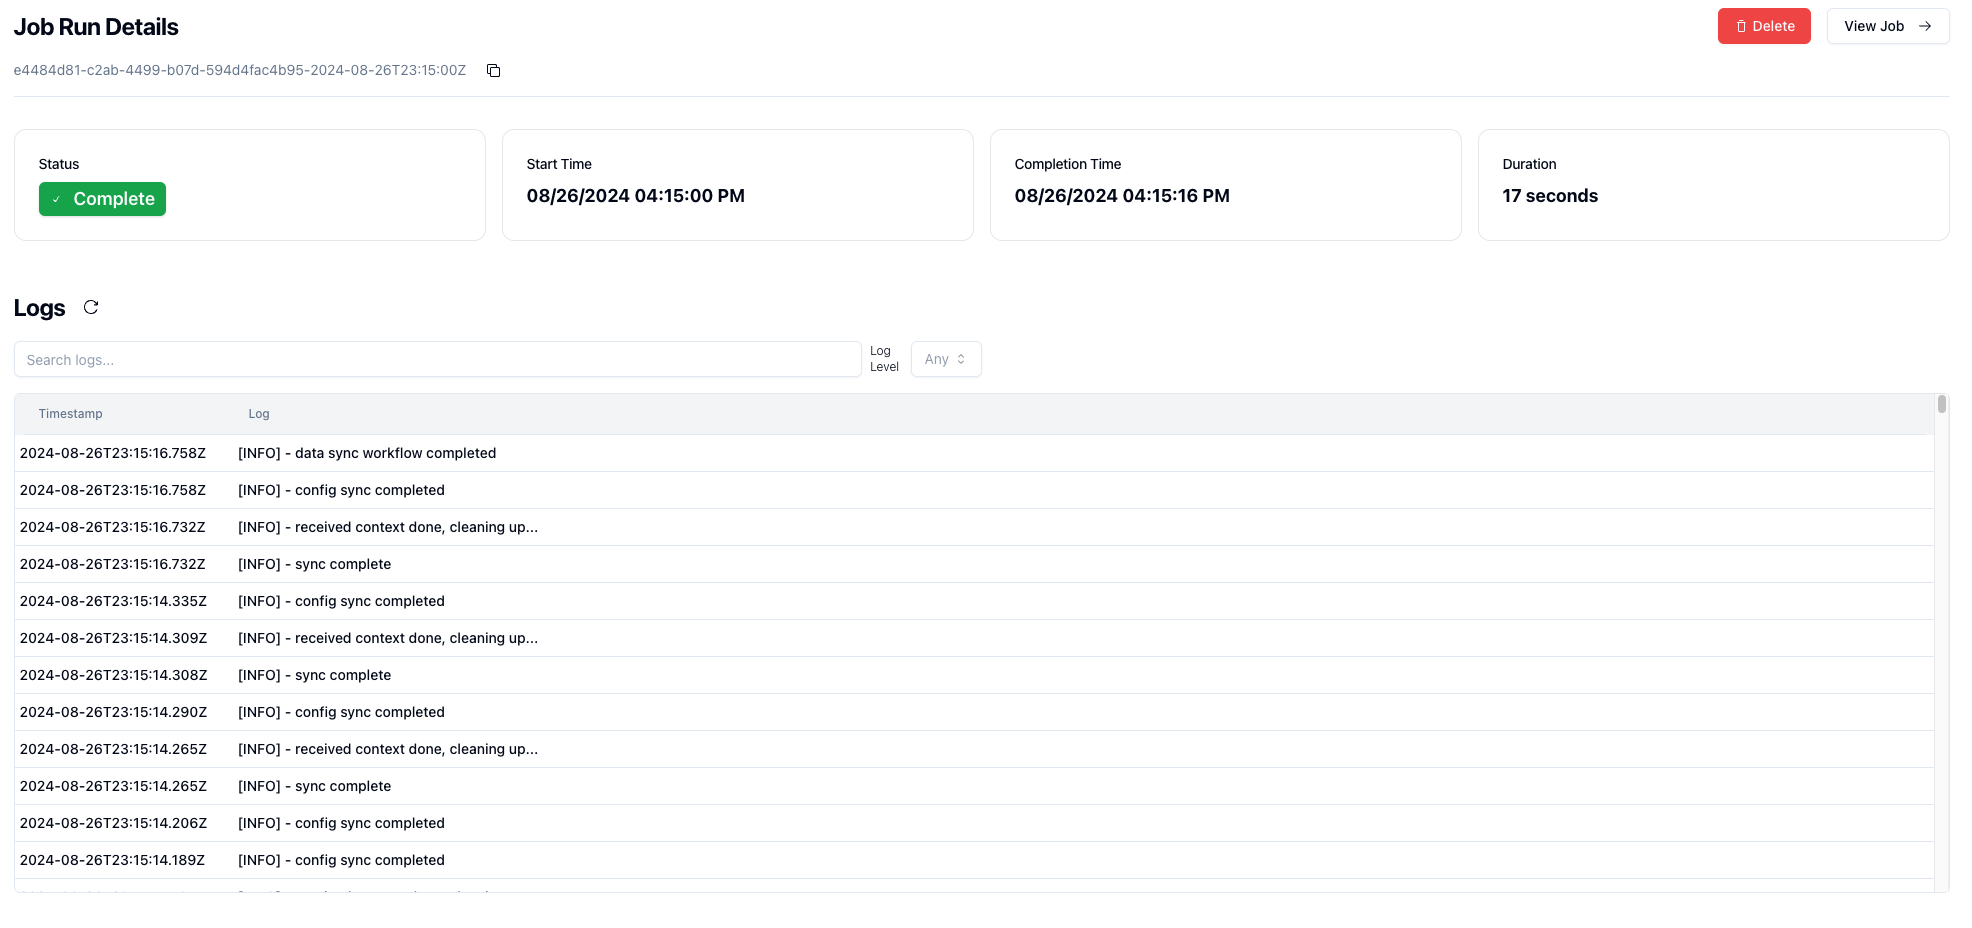 Job Run Details
Delete
View Job
e4484d81-c2ab-4499-b07d-594d4fac4b95-2024-08-26T23:15:00Z
Status
Complete
Start Time
08/26/2024 04:15:00 PM
Completion Time
08/26/2024 04:15:16 PM
Duration
17 seconds
Logs
Search logs...
Log
Level
Any
Timestamp Log
2024-08-26T23:15:16.758Z [INFO] - data sync workflow completed
2024-08-26T23:15:16.758Z [INFO] - config sync completed
2024-08-26T23:15:16.732Z [INFO] - received context done, cleaning up...
2024-08-26T23:15:16.732Z [INFO] - sync complete
2024-08-26T23:15:14.335Z [INFO] - config sync completed
2024-08-26T23:15:14.309Z [INFO] - received context done, cleaning up...
2024-08-26T23:15:14.308Z [INFO] - sync complete
2024-08-26T23:15:14.290Z [INFO] - config sync completed
2024-08-26T23:15:14.265Z [INFO] - received context done, cleaning up...
2024-08-26T23:15:14.265Z [INFO] - sync complete
2024-08-26T23:15:14.206Z [INFO] - config sync completed
2024-08-26T23:15:14.189Z [INFO] - config sync completed